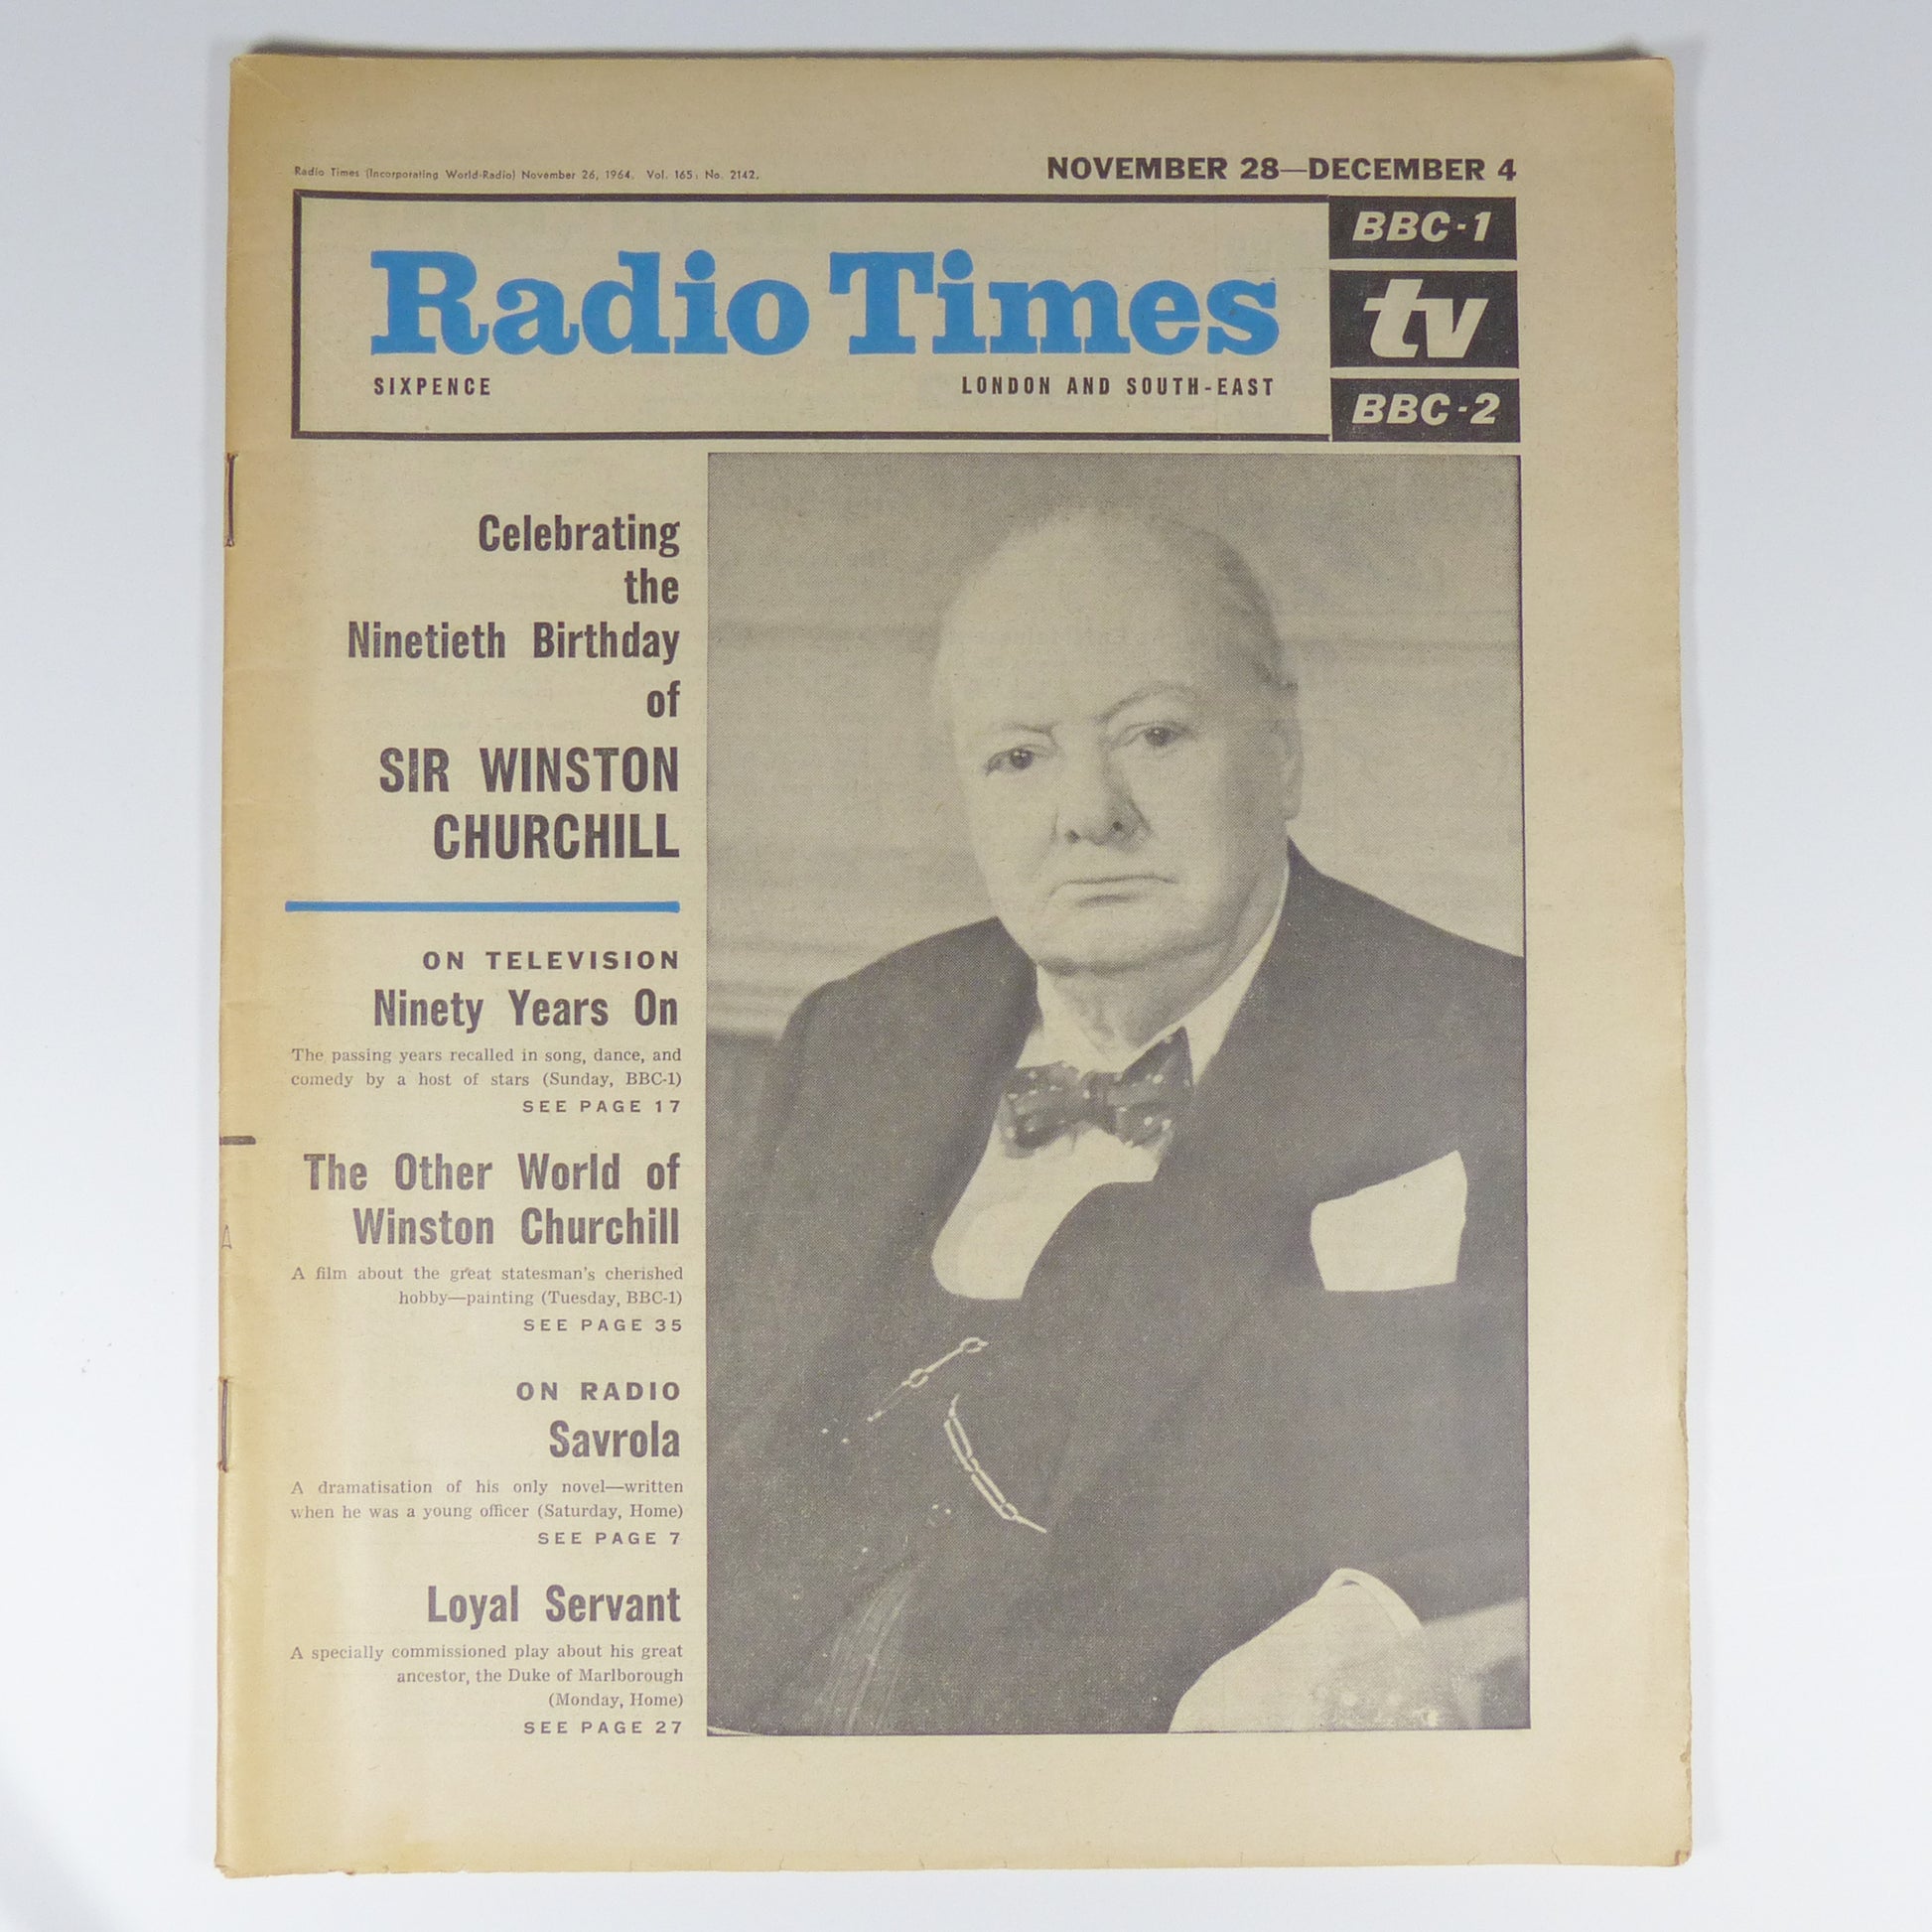 Radio Times (Incorporating World-Radio) November 26, 1964. Vol. 165: No. 2142.
NOVEMBER 28—DECEMBER 4
Radio Times
SIXPENCE
LONDON AND SOUTH-EAST
BBC-1
tv
BBC-2
Celebrating
the
Ninetieth Birthday
of
SIR WINSTON
CHURCHILL
ON TELEVISION
Ninety Years On
The passing years recalled in song, dance, and
comedy by a host of stars (Sunday, BBC-1)
SEE PAGE 17
The Other World of
Winston Churchill
A film about the great statesman's cherished
hobby—painting (Tuesday, BBC-1)
SEE PAGE 35
ON RADIO
Savrola
A dramatisation of his only novel—written
when he was a young officer (Saturday, Home)
SEE PAGE 7
Loyal Servant
A specially commissioned play about his great
ancestor, the Duke of Marlborough
(Monday, Home)
SEE PAGE 27